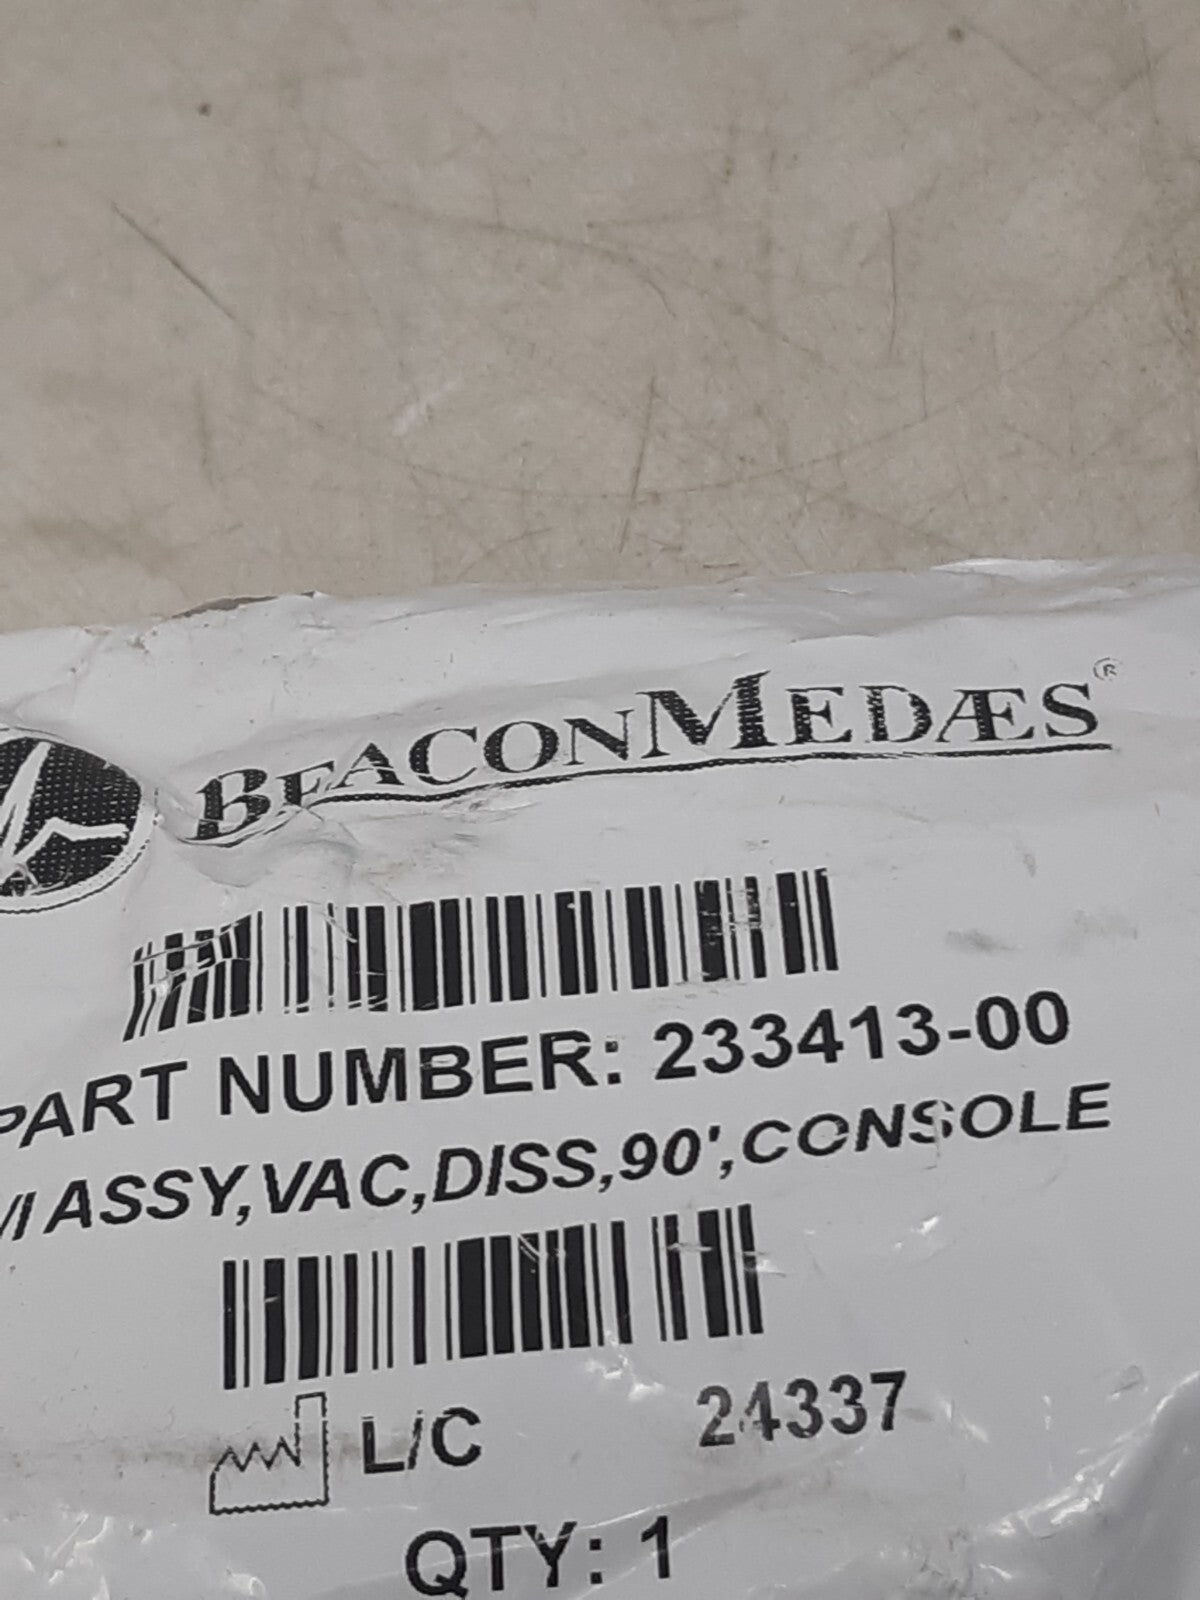 BEACONMEDÆS®
PART NUMBER: 233413-00
ASSY,VAC,DISS,90',CONSOLE
L/C 24337
QTY: 1